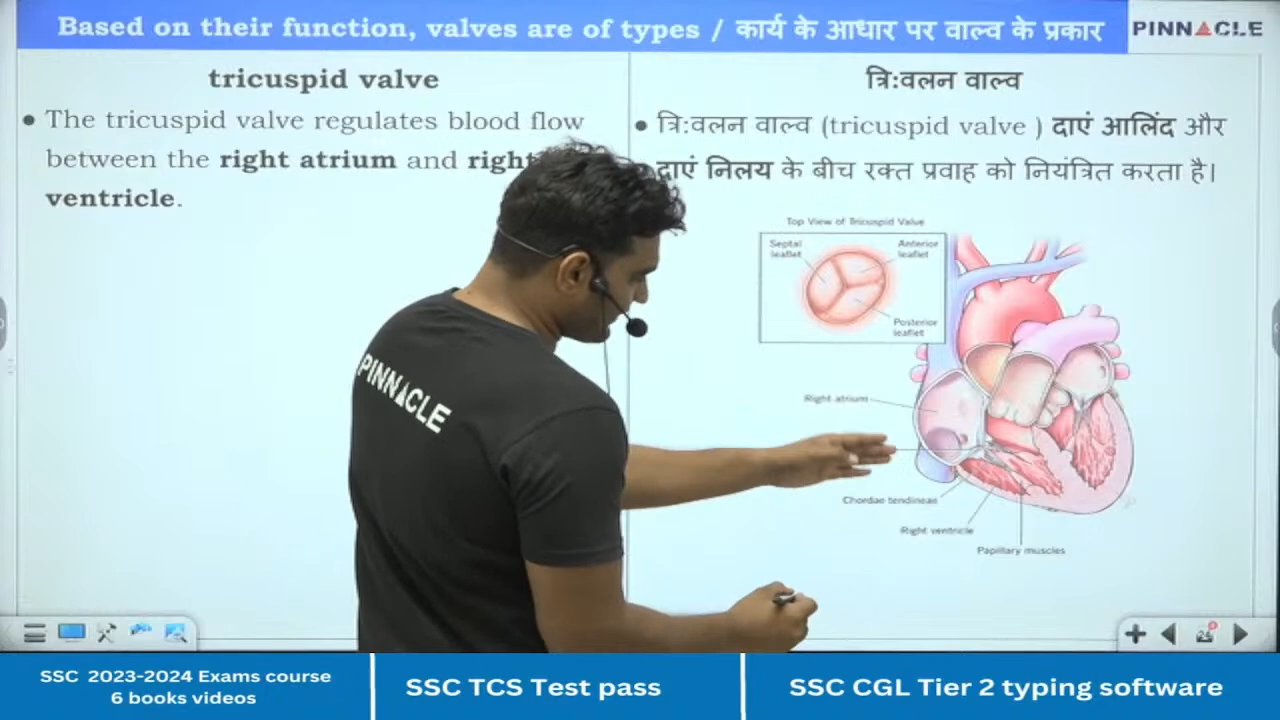 Based on their function, valves are of types / कार्य के आधार पर वाल्व के प्रकार
PINNACLE
tricuspid valve
• The tricuspid valve regulates blood flow
between the right atrium and right
ventricle.
त्रि:वलन वाल्व
• त्रि:वलन वाल्व (tricuspid valve ) दाएं आलिंद और
दाएं निलय के बीच रक्त प्रवाह को नियंत्रित करता है।
Top View of Tricuspid Valve
Septal
leaflet
Anterior
leaflet
Posterior
leaflet
Right atrium
Chordae tendineae
Right ventricle
Papillary muscles
PINNACLE
24
SSC 2023-2024 Exams course
6 books videos
SSC TCS Test pass
SSC CGL Tier 2 typing software